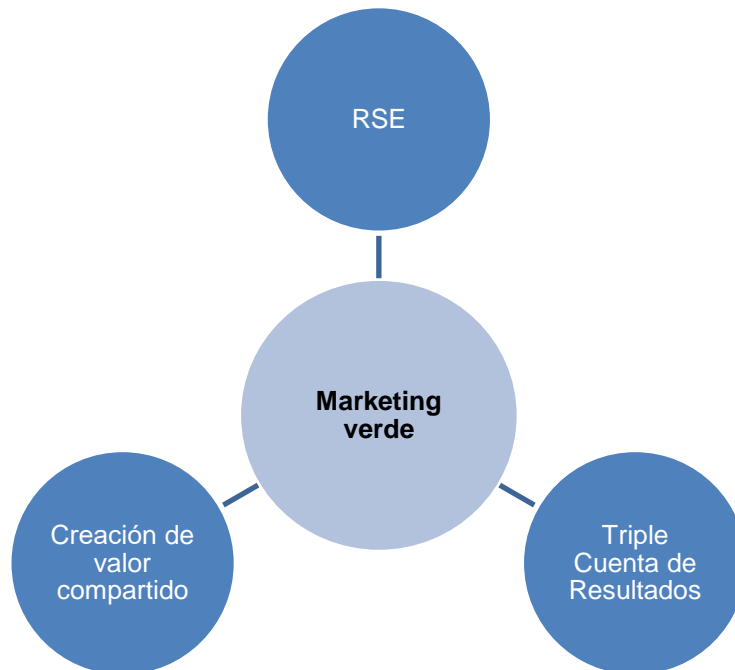 RSE
Marketing
verde
Creación de
valor
compartido
Triple
Cuenta de
Resultados